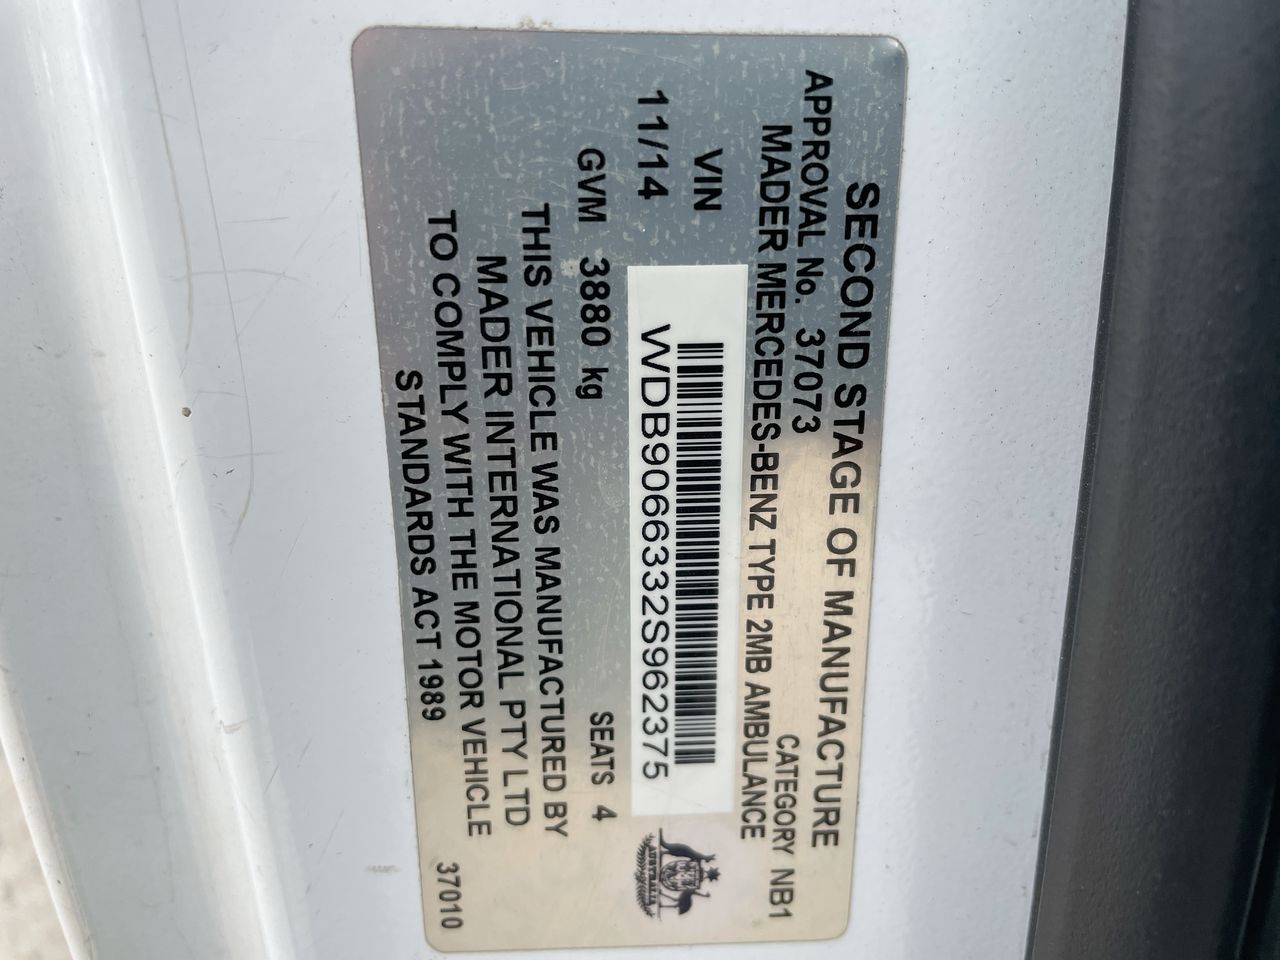 SECOND STAGE OF MANUFACTURE
APPROVAL No. 37073 CATEGORY NB1
MADER MERCEDES-BENZ TYPE 2MB AMBULANCE
VIN WDB9066332S962375
11/14
AUSTRALIA
GVM 3880 kg SEATS 4
THIS VEHICLE WAS MANUFACTURED BY
MADER INTERNATIONAL PTY LTD
TO COMPLY WITH THE MOTOR VEHICLE
STANDARDS ACT 1989
37010